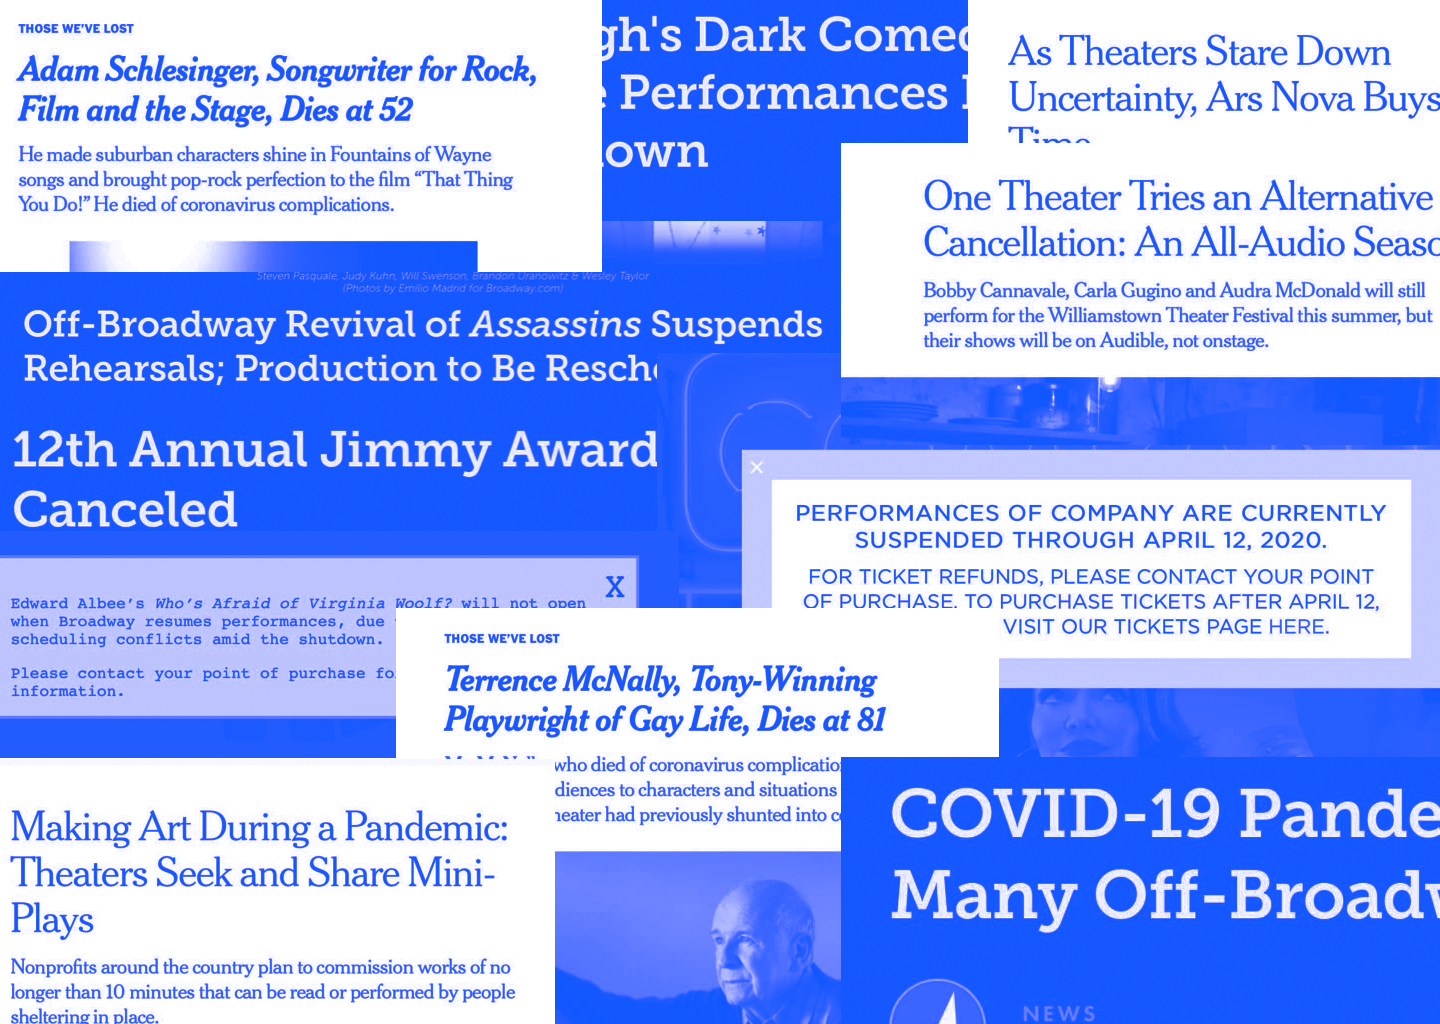 THOSE WE'VE LOST
Adam Schlesinger, Songwriter for Rock,
Film and the Stage, Dies at 52
He made suburban characters shine in Fountains of Wayne
songs and brought pop-rock perfection to the film “That Thing
You Do!” He died of coronavirus complications.
gh's Dark Comed
e Performances
own
As Theaters Stare Down
Uncertainty, Ars Nova Buys
Time
One Theater Tries an Alternative
Cancellation: An All-Audio Seaso
Bobby Cannavale, Carla Gugino and Audra McDonald will still
perform for the Williamstown Theater Festival this summer, but
their shows will be on Audible, not onstage.
Steven Pasquale, Judy Kuhn, Will Swenson, Brandon Uranowitz & Wesley Taylor
(Photos by Emilio Madrid for Broadway.com)
Off-Broadway Revival of Assassins Suspends
Rehearsals; Production to Be Resche
12th Annual Jimmy Award
Canceled
×
PERFORMANCES OF COMPANY ARE CURRENTLY
SUSPENDED THROUGH APRIL 12, 2020.
FOR TICKET REFUNDS, PLEASE CONTACT YOUR POINT
OF PURCHASE. TO PURCHASE TICKETS AFTER APRIL 12,
VISIT OUR TICKETS PAGE HERE.
X
Edward Albee's Who's Afraid of Virginia Woolf? will not open
when Broadway resumes performances, due
scheduling conflicts amid the shutdown.
Please contact your point of purchase fo
information.
THOSE WE'VE LOST
Terrence McNally, Tony-Winning
Playwright of Gay Life, Dies at 81
who died of coronavirus complicatio
diences to characters and situations
heater had previously shunted into co
Making Art During a Pandemic:
Theaters Seek and Share Mini-
Plays
Nonprofits around the country plan to commission works of no
longer than 10 minutes that can be read or performed by people
sheltering in place.
COVID-19 Pande
Many Off-Broadw
NEWS